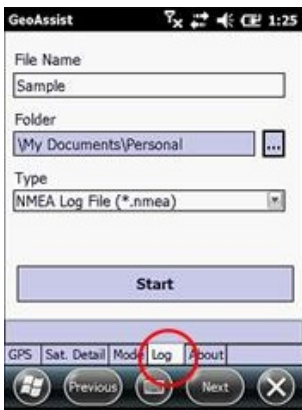 GeoAssist 1:25
File Name
Sample
Folder
\My Documents\Personal ...
Type
NMEA Log File (*.nmea)
Start
GPS Sat. Detail Mode Log About
Previous Next